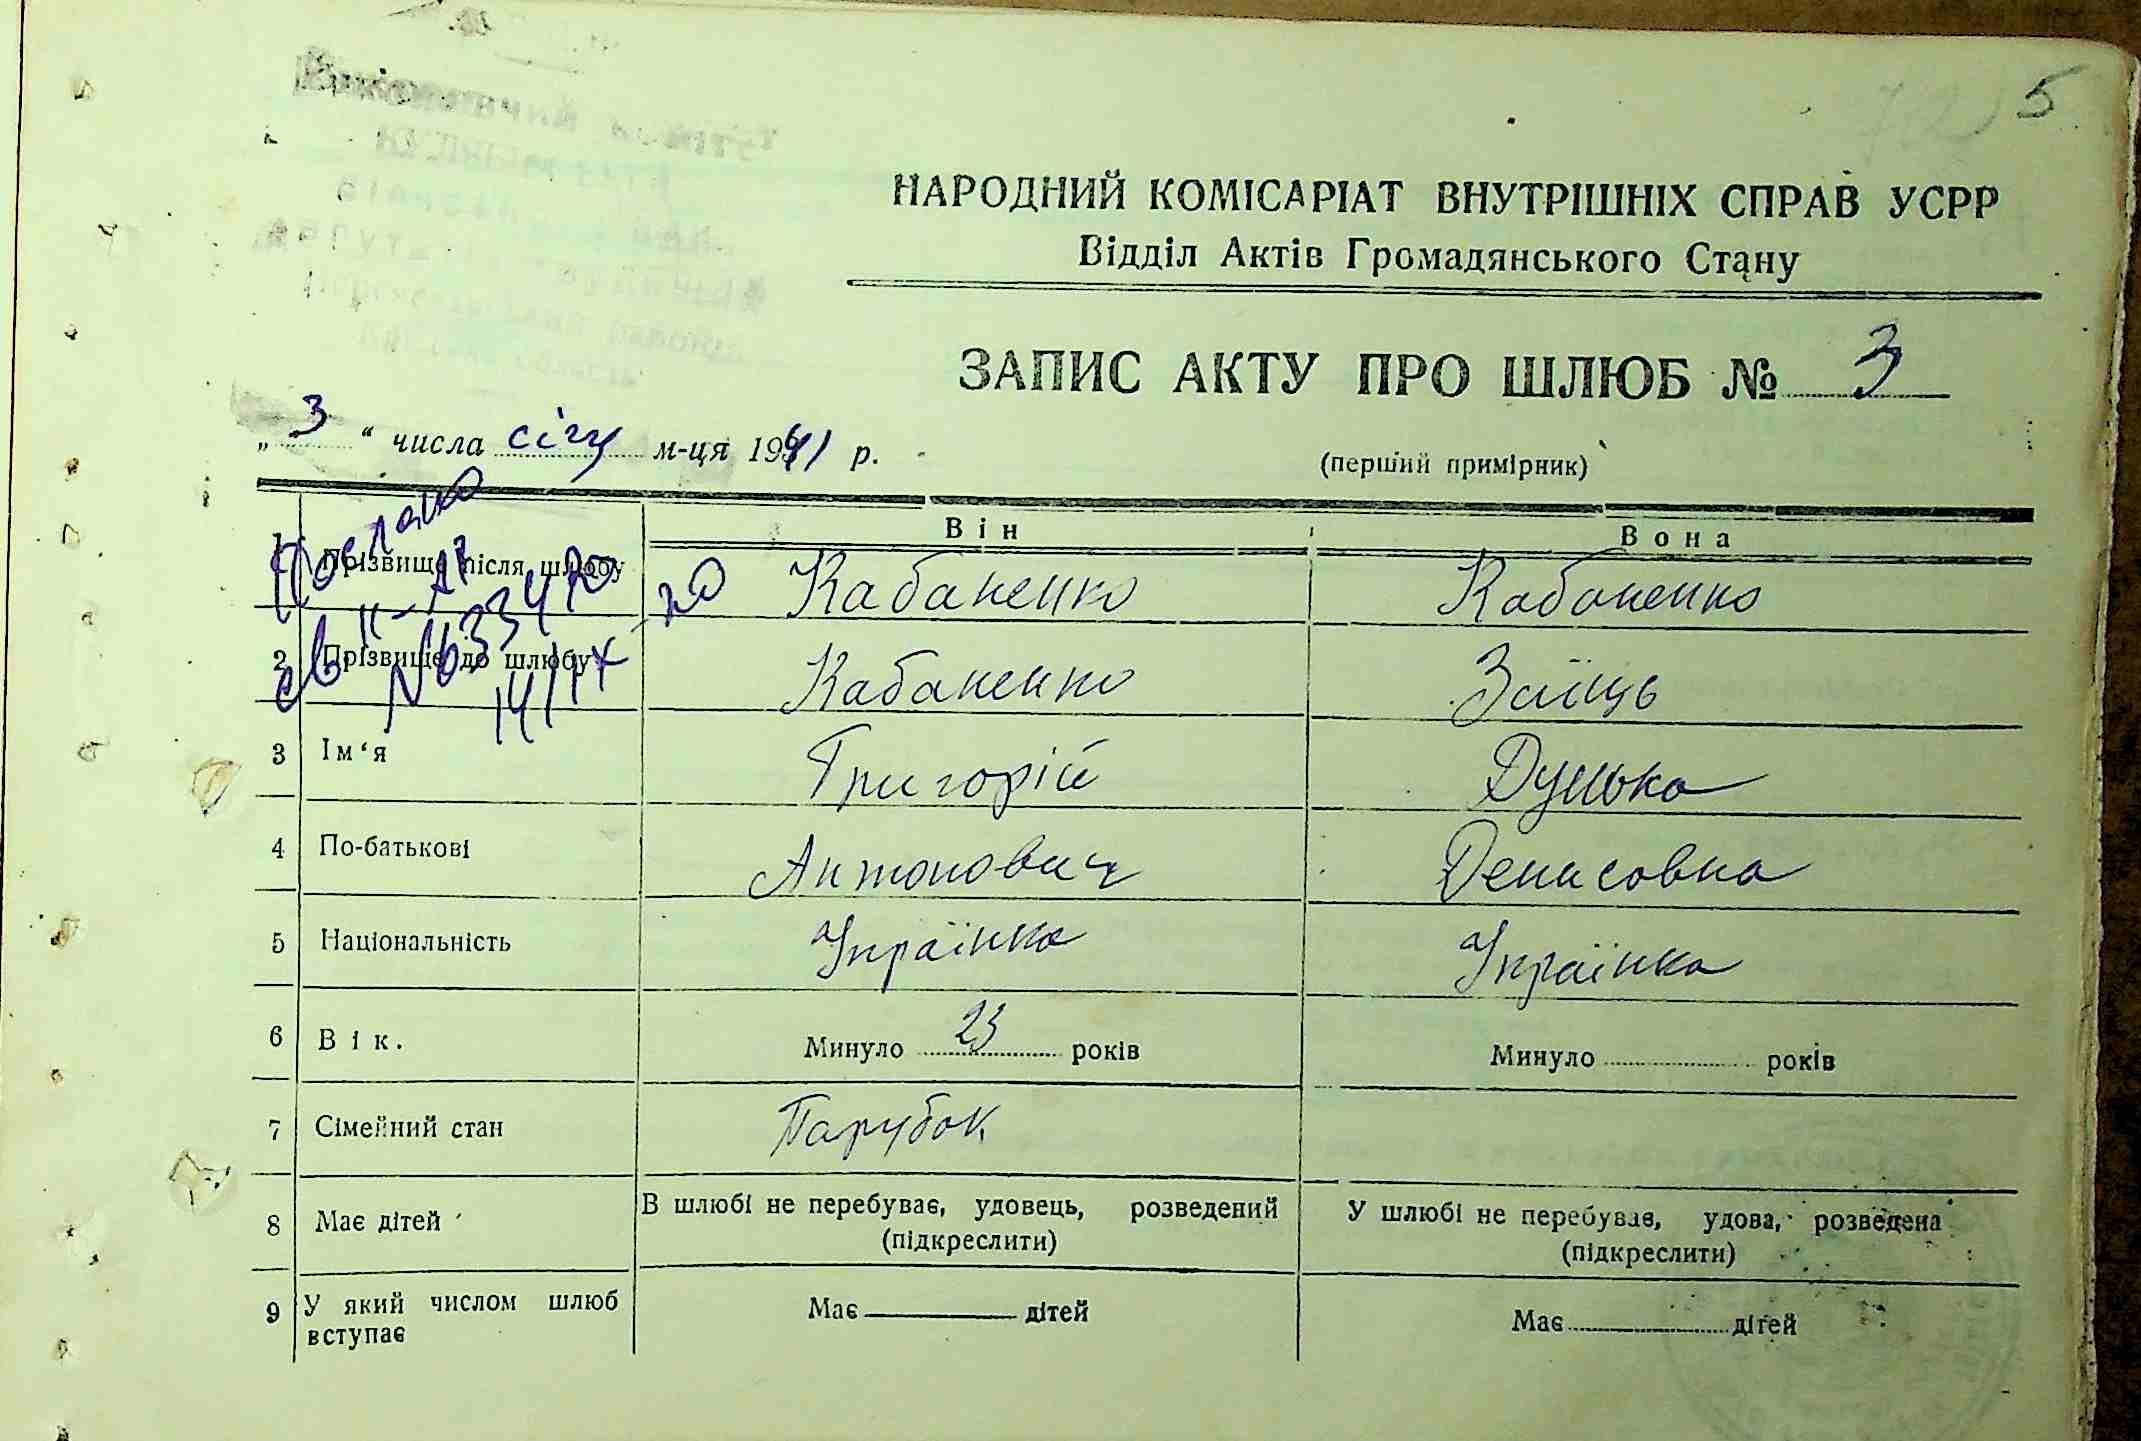 5
НАРОДНИЙ КОМІСАРІАТ ВНУТРІШНІХ СПРАВ УСРР
Відділ Актів Громадянського Стану
ЗАПИС АКТУ ПРО ШЛЮБ № 3
„ 3 “ числа січн м-ця 1941 р.
(перший примірник)
Він Вона
1 Прізвище після шлюбу Кабаненко Кабаненко
2 Прізвище до шлюбу Кабаненко Заїць
3 Ім‘я Григорій Дунька
4 По-батькові Антонович Денисовна
5 Національність Українка Українка
6 Вік. Минуло 23 років Минуло років
7 Сімейний стан Парубок
8 Має дітей В шлюбі не перебуває, удовець, розведений У шлюбі не перебуває, удова, розведена
(підкреслити) (підкреслити)
9 У який числом шлюб вступає Має дітей Має дітей